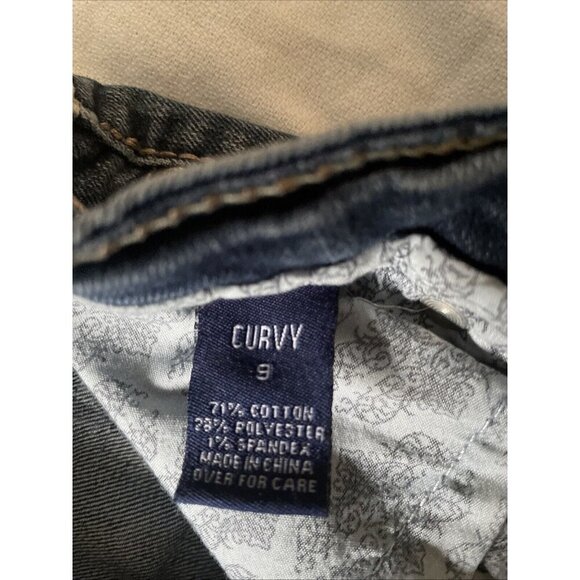 CURVY
9
71% COTTON
28% POLYESTER
1% SPANDEX
MADE IN CHINA
OVER FOR CARE